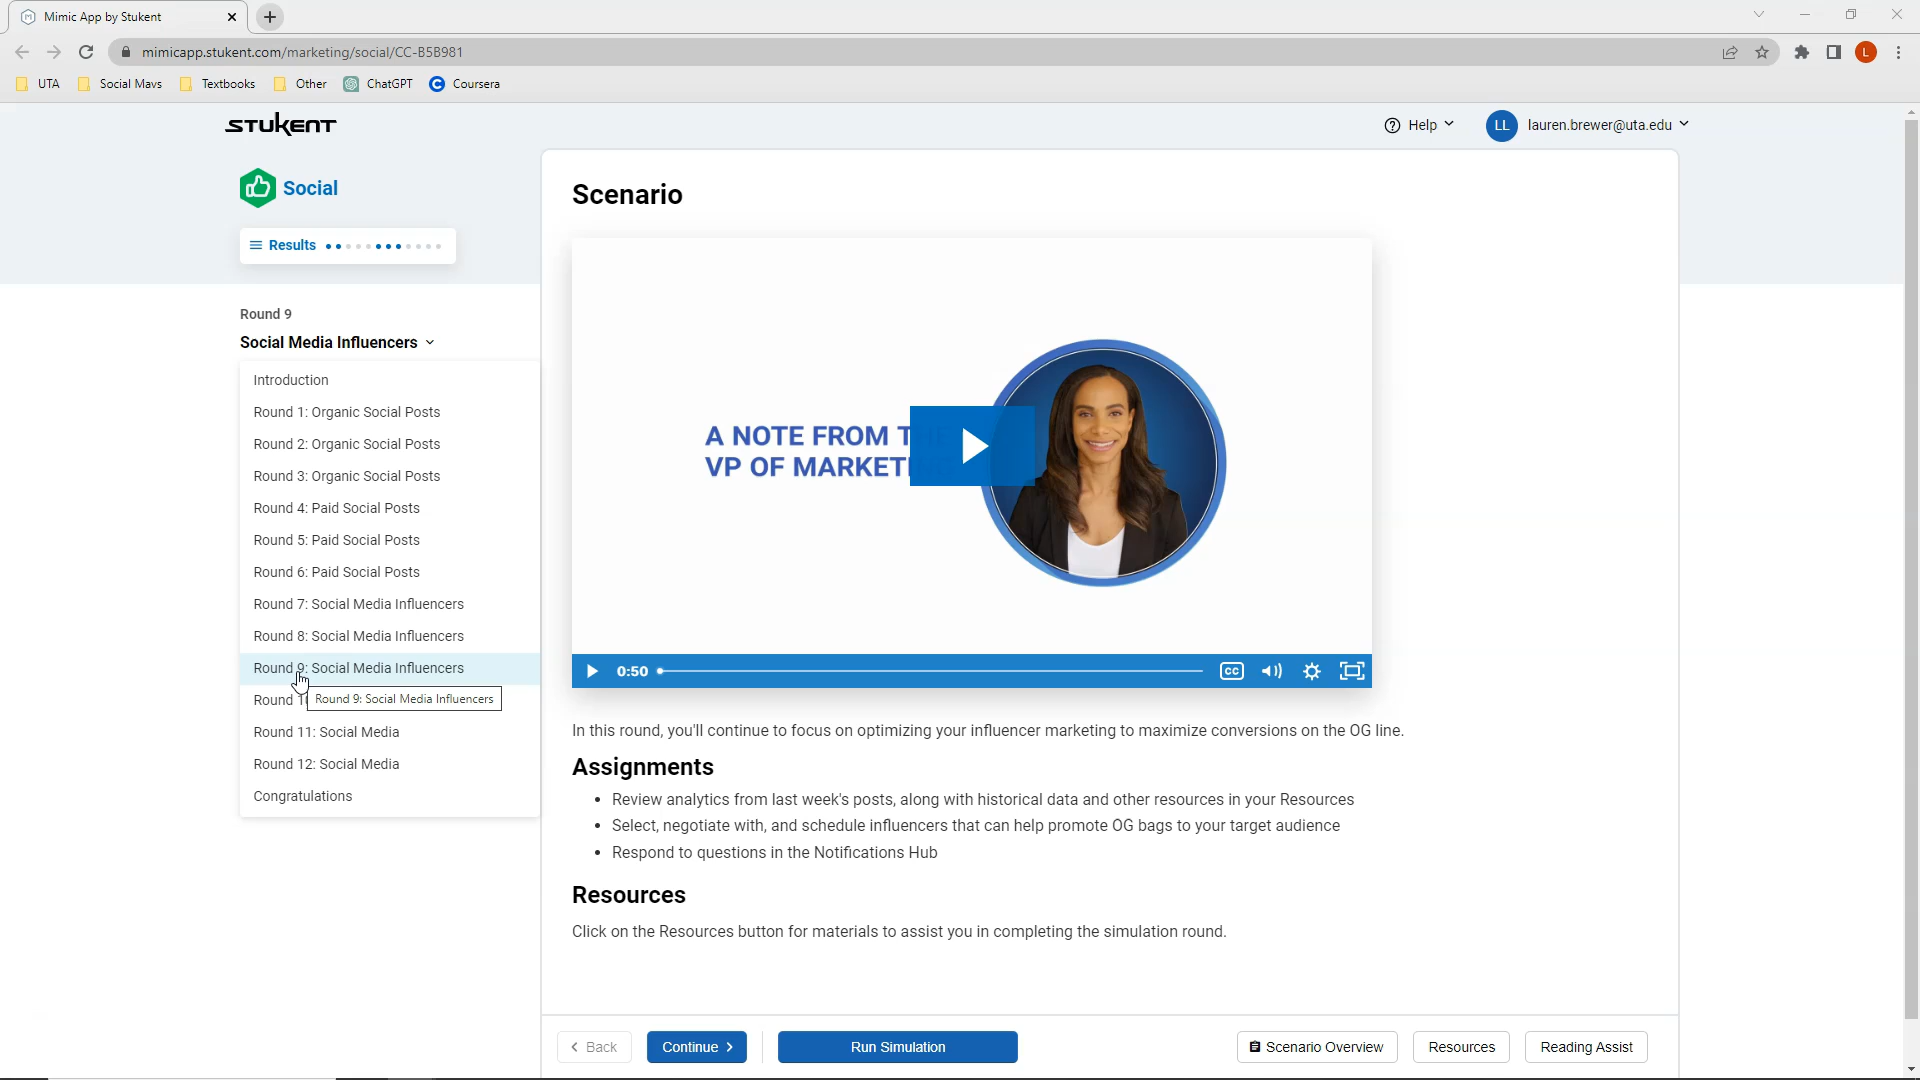 Mimic App by Stukent
mimicapp.stukent.com/marketing/social/CC-B5B981
L
UTA
Social Mavs
Textbooks
Other
ChatGPT
Coursera
STUKENT
Help
LL
lauren.brewer@uta.edu
Social
Results
Round 9
Social Media Influencers
Introduction
Round 1: Organic Social Posts
Round 2: Organic Social Posts
Round 3: Organic Social Posts
Round 4: Paid Social Posts
Round 5: Paid Social Posts
Round 6: Paid Social Posts
Round 7: Social Media Influencers
Round 8: Social Media Influencers
Round 9: Social Media Influencers
Round
Round 9: Social Media Influencers
Round 11: Social Media
Round 12: Social Media
Congratulations
Scenario
A NOTE FROM
VP OF
0:50
CC
In this round, you'll continue to focus on optimizing your influencer marketing to maximize conversions on the OG line.
Assignments
• Review analytics from last week's posts, along with historical data and other resources in your Resources
• Select, negotiate with, and schedule influencers that can help promote OG bags to your target audience
• Respond to questions in the Notifications Hub
Resources
Click on the Resources button for materials to assist you in completing the simulation round.
Back
Continue
Run Simulation
Scenario Overview
Resources
Reading Assist